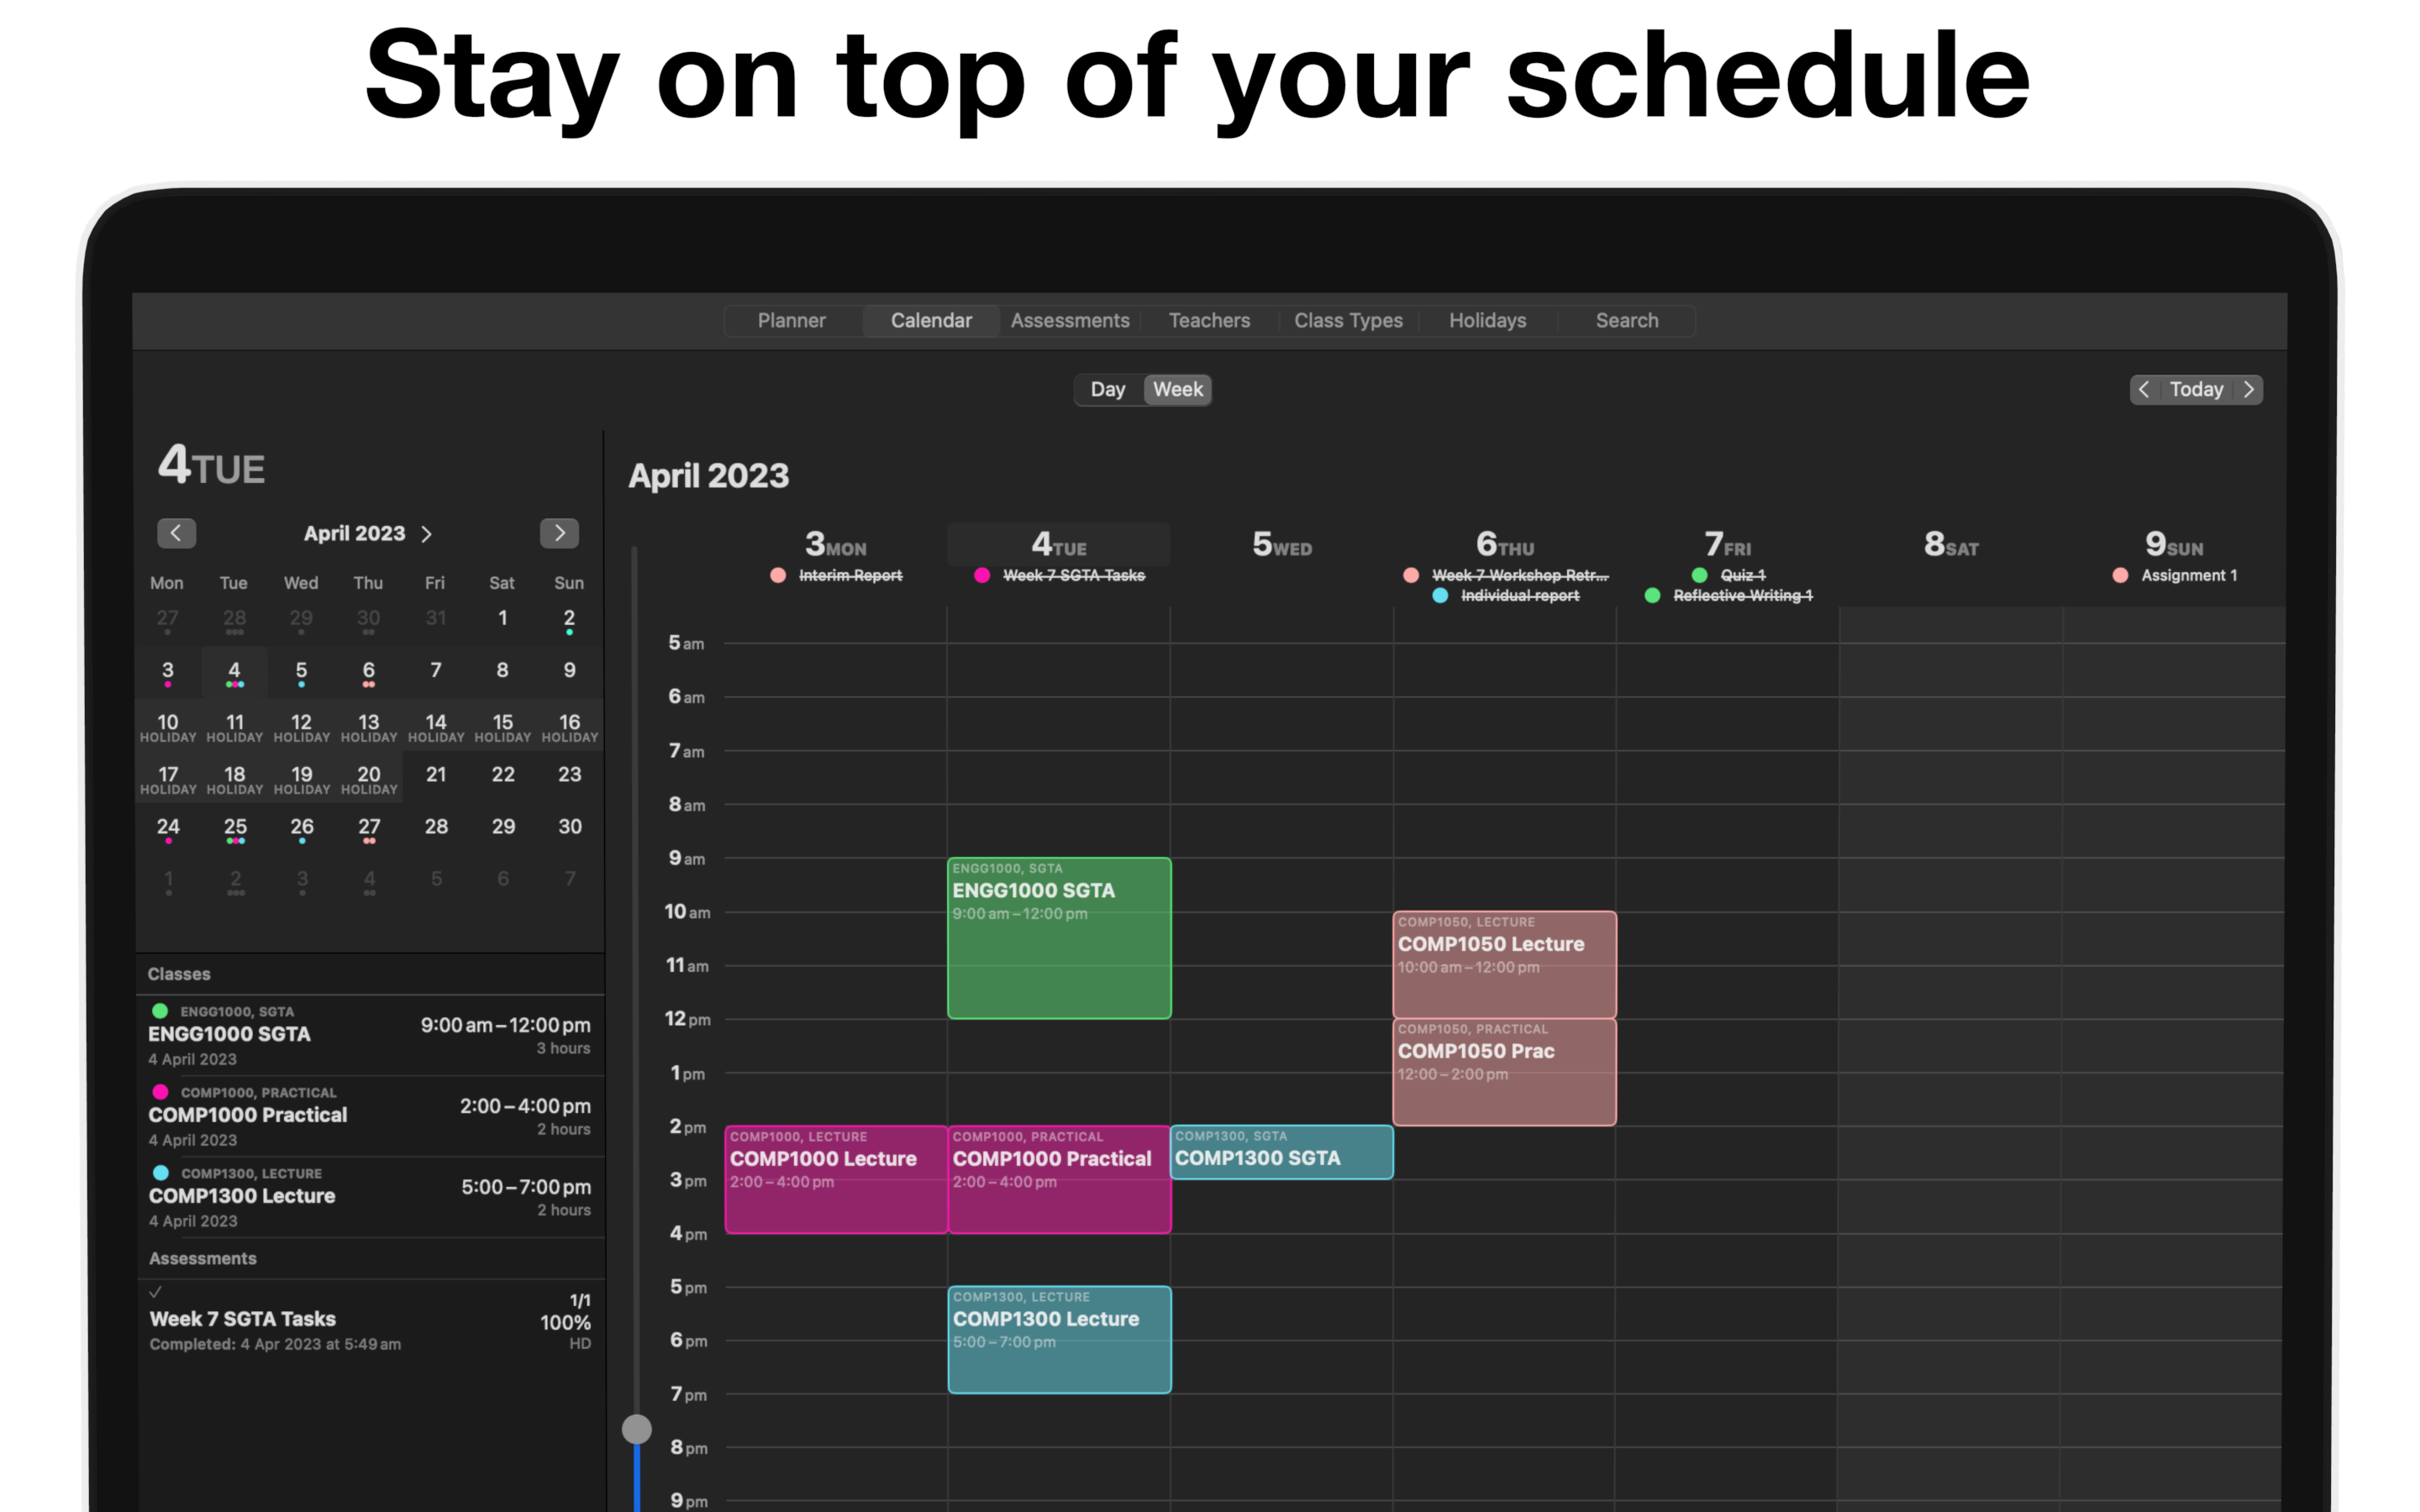 Stay on top of your schedule
Planner Calendar Assessments Teachers Class Types Holidays Search
Day Week
Today
4TUE
April 2023
Mon Tue Wed Thu Fri Sat Sun
27 28 29 30 31 1 2
3 4 5 6 7 8 9
10 11 12 13 14 15 16
HOLIDAY HOLIDAY HOLIDAY HOLIDAY HOLIDAY HOLIDAY HOLIDAY
17 18 19 20 21 22 23
HOLIDAY HOLIDAY HOLIDAY HOLIDAY
24 25 26 27 28 29 30
1 2 3 4 5 6 7
Classes
ENGG1000, SGTA
ENGG1000 SGTA 9:00 am – 12:00 pm
4 April 2023 3 hours
COMP1000, PRACTICAL
COMP1000 Practical 2:00 – 4:00 pm
4 April 2023 2 hours
COMP1300, LECTURE
COMP1300 Lecture 5:00 – 7:00 pm
4 April 2023 2 hours
Assessments
1/1
Week 7 SGTA Tasks 100%
Completed: 4 Apr 2023 at 5:49 am HD
April 2023
3MON 4TUE 5WED 6THU 7FRI 8SAT 9SUN
Interim Report Week 7 SGTA Tasks Week 7 Workshop Retr... Quiz 1 Assignment 1
Individual report Reflective Writing 1
5 am
6 am
7 am
8 am
9 am
ENGG1000, SGTA
ENGG1000 SGTA
9:00 am – 12:00 pm
10 am
COMP1050, LECTURE
COMP1050 Lecture
10:00 am – 12:00 pm
11 am
12 pm
COMP1050, PRACTICAL
COMP1050 Prac
12:00 – 2:00 pm
1 pm
2 pm
COMP1000, LECTURE COMP1000, PRACTICAL COMP1300, SGTA
COMP1000 Lecture COMP1000 Practical COMP1300 SGTA
2:00 – 4:00 pm 2:00 – 4:00 pm
3 pm
4 pm
5 pm
COMP1300, LECTURE
COMP1300 Lecture
5:00 – 7:00 pm
6 pm
7 pm
8 pm
9 pm